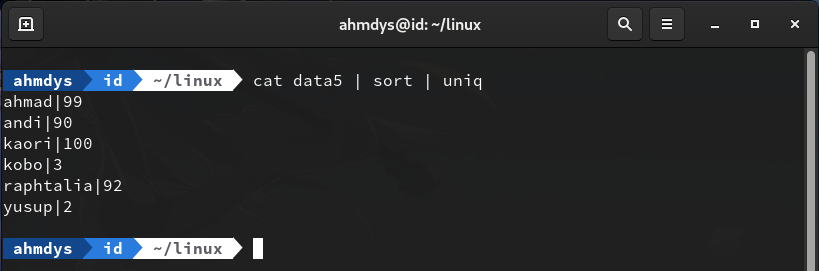 ahmdys@id: ~/linux
ahmdys id ~/linux cat data5 | sort | uniq
ahmad|99
andi|90
kaori|100
kobo|3
raphtalia|92
yusup|2
ahmdys id ~/linux